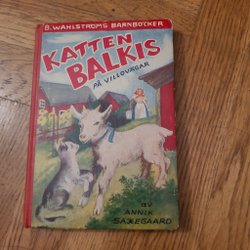 B. WAHLSTRÖMS BARNBÖCKER
KATTEN
BALKIS
PÅ VILLOVÄGAR
AV
ANNIK
SAXEGAARD